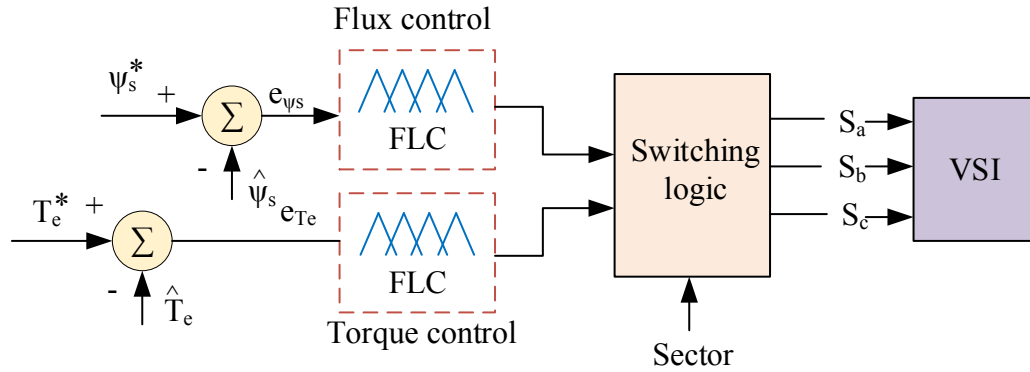 Flux control
ψs*
+
Σ
eψs
-
ψ̂s
FLC
Te*
+
Σ
eTe
-
T̂e
FLC
Torque control
Switching
logic
Sector
Sa
Sb
Sc
VSI